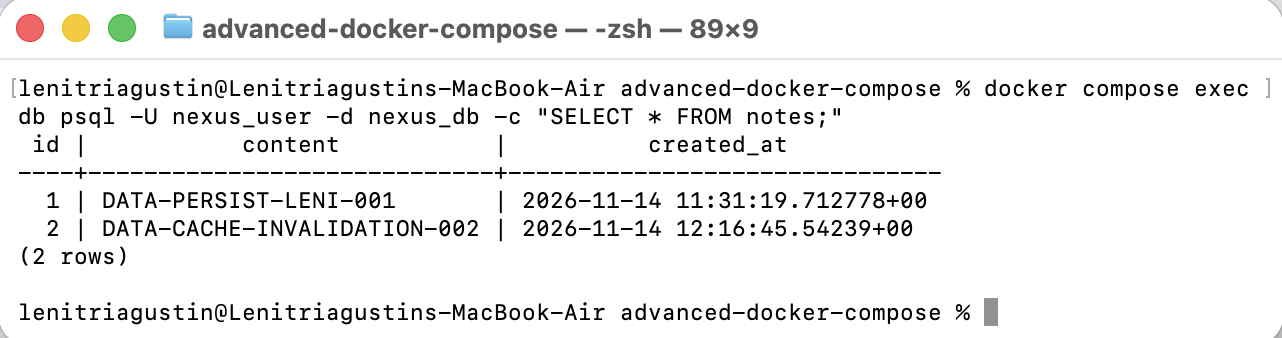 advanced-docker-compose — -zsh — 89×9
[lenitriagustin@Lenitriagustins-MacBook-Air advanced-docker-compose % docker compose exec ]
db psql -U nexus_user -d nexus_db -c "SELECT * FROM notes;"
 id |           content            |          created_at
----+------------------------------+-------------------------------
  1 | DATA-PERSIST-LENI-001        | 2026-11-14 11:31:19.712778+00
  2 | DATA-CACHE-INVALIDATION-002 | 2026-11-14 12:16:45.54239+00
(2 rows)
lenitriagustin@Lenitriagustins-MacBook-Air advanced-docker-compose %